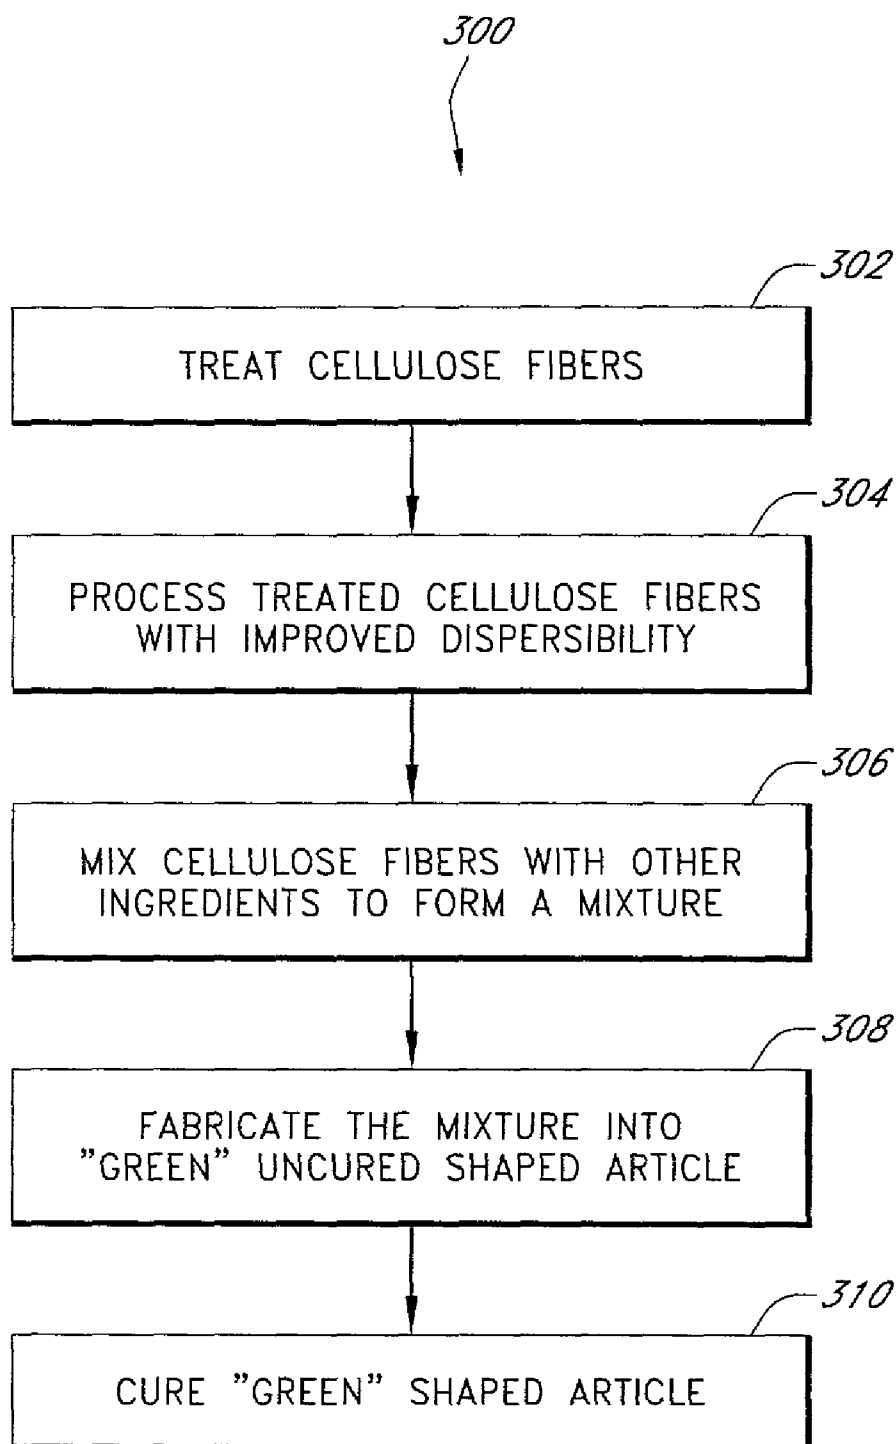 300
302
TREAT CELLULOSE FIBERS
304
PROCESS TREATED CELLULOSE FIBERS
WITH IMPROVED DISPERSIBILITY
306
MIX CELLULOSE FIBERS WITH OTHER
INGREDIENTS TO FORM A MIXTURE
308
FABRICATE THE MIXTURE INTO
”GREEN” UNCURED SHAPED ARTICLE
310
CURE ”GREEN” SHAPED ARTICLE